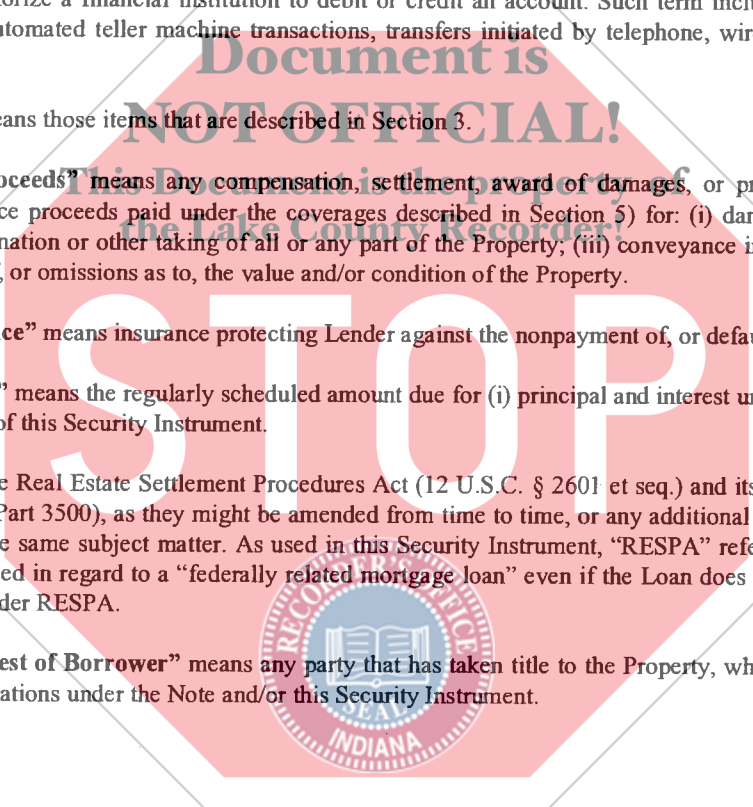 orize a financial institution to debit or credit an account. Such term incl
utomated teller machine transactions, transfers initiated by telephone, wir
Document is
eans those items that are described in Section 3.
NOT OFFICIAL!
This Document is the property of
oceeds” means any compensation, settlement, award of damages, or pr
ce proceeds paid under the coverages described in Section 5) for: (i) dar
the Lake County Recorder!
nation or other taking of all or any part of the Property; (iii) conveyance i
, or omissions as to, the value and/or condition of the Property.
STOP
ce” means insurance protecting Lender against the nonpayment of, or defau
” means the regularly scheduled amount due for (i) principal and interest u
of this Security Instrument.
e Real Estate Settlement Procedures Act (12 U.S.C. § 2601 et seq.) and its
Part 3500), as they might be amended from time to time, or any additional
e same subject matter. As used in this Security Instrument, “RESPA” refe
ed in regard to a “federally related mortgage loan” even if the Loan does
der RESPA.
RECORDER'S OFFICE
est of Borrower” means any party that has taken title to the Property, wh
ations under the Note and/or this Security Instrument.
SEAL
INDIANA